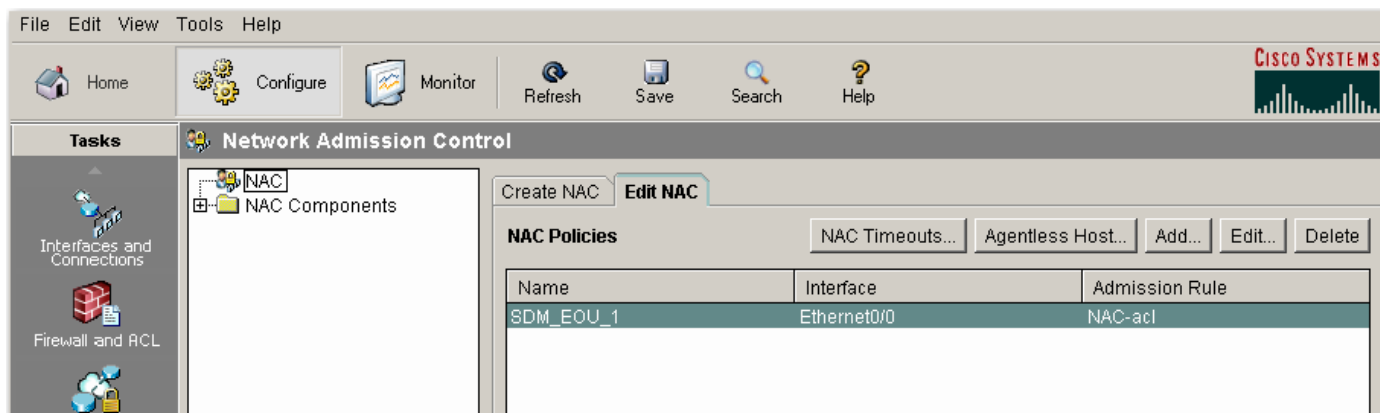 File Edit View Tools Help
Home Configure Monitor Refresh Save Search Help
CISCO SYSTEMS
Tasks
Network Admission Control
Interfaces and
Connections
Firewall and ACL
NAC
NAC Components
Create NAC Edit NAC
NAC Policies NAC Timeouts... Agentless Host... Add... Edit... Delete
Name Interface Admission Rule
SDM_EOU_1 Ethernet0/0 NAC-acl